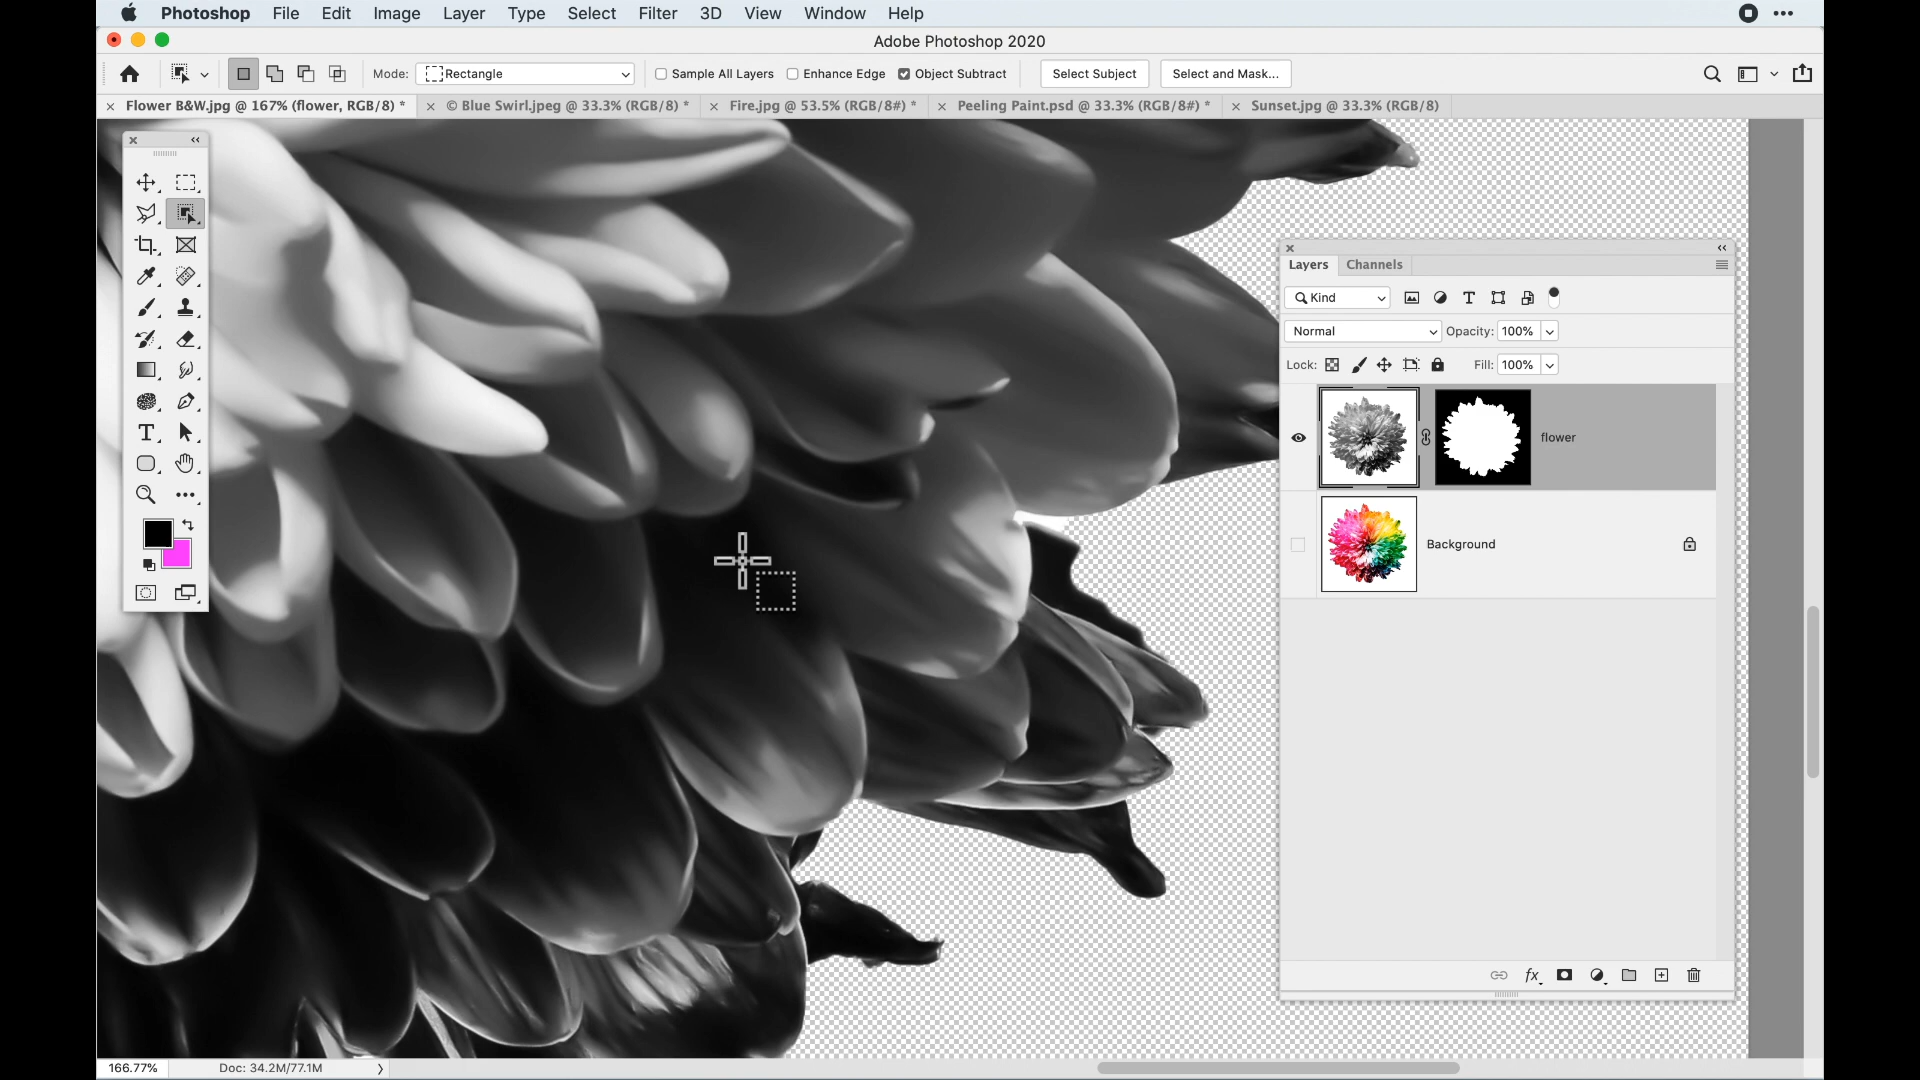 Photoshop File Edit Image Layer Type Select Filter 3D View Window Help
Adobe Photoshop 2020
Mode: Rectangle Sample All Layers Enhance Edge Object Subtract Select Subject Select and Mask...
Flower B&W.jpg @ 167% (flower, RGB/8) * © Blue Swirl.jpeg @ 33.3% (RGB/8) * Fire.jpg @ 53.5% (RGB/8#) * Peeling Paint.psd @ 33.3% (RGB/8#) * Sunset.jpg @ 33.3% (RGB/8)
Layers Channels
Kind
Normal Opacity: 100%
Lock: Fill: 100%
flower
Background
fx
166.77% Doc: 34.2M/77.1M